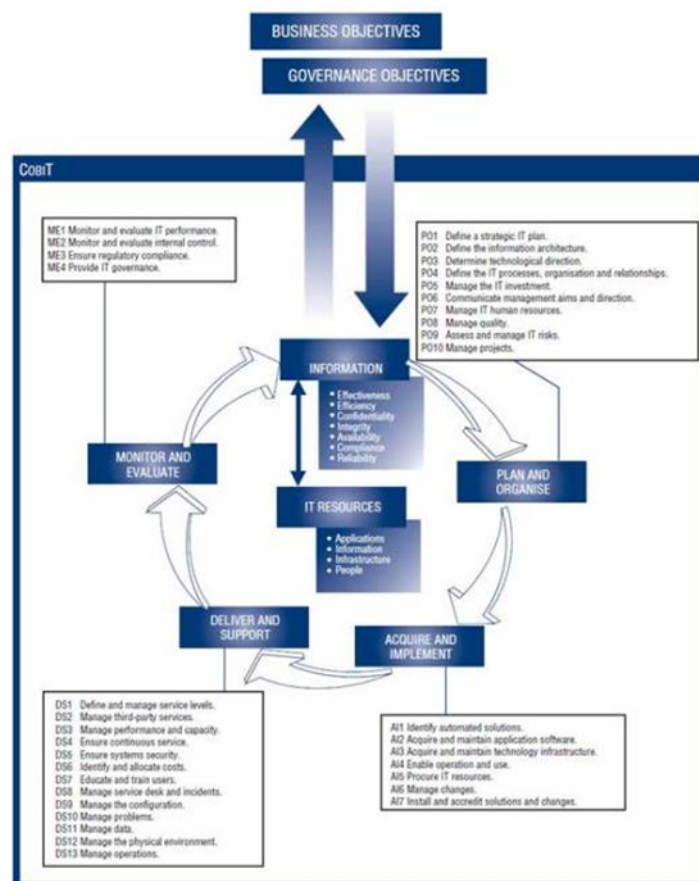 BUSINESS OBJECTIVES
GOVERNANCE OBJECTIVES
COBIT
ME1 Monitor and evaluate IT performance.
ME2 Monitor and evaluate internal control.
ME3 Ensure regulatory compliance.
ME4 Provide IT governance.
PO1 Define a strategic IT plan.
PO2 Define the information architecture.
PO3 Determine technological direction.
PO4 Define the IT processes, organisation and relationships.
PO5 Manage the IT investment.
PO6 Communicate management aims and direction.
PO7 Manage IT human resources.
PO8 Manage quality.
PO9 Assess and manage IT risks.
PO10 Manage projects.
INFORMATION
• Effectiveness
• Efficiency
• Confidentiality
• Integrity
• Availability
• Compliance
• Reliability
MONITOR AND
EVALUATE
PLAN AND
ORGANISE
IT RESOURCES
• Applications
• Information
• Infrastructure
• People
DELIVER AND
SUPPORT
ACQUIRE AND
IMPLEMENT
DS1 Define and manage service levels.
DS2 Manage third-party services.
DS3 Manage performance and capacity.
DS4 Ensure continuous service.
DS5 Ensure systems security.
DS6 Identify and allocate costs.
DS7 Educate and train users.
DS8 Manage service desk and incidents.
DS9 Manage the configuration.
DS10 Manage problems.
DS11 Manage data.
DS12 Manage the physical environment.
DS13 Manage operations.
AI1 Identify automated solutions.
AI2 Acquire and maintain application software.
AI3 Acquire and maintain technology infrastructure.
AI4 Enable operation and use.
AI5 Procure IT resources.
AI6 Manage changes.
AI7 Install and accredit solutions and changes.